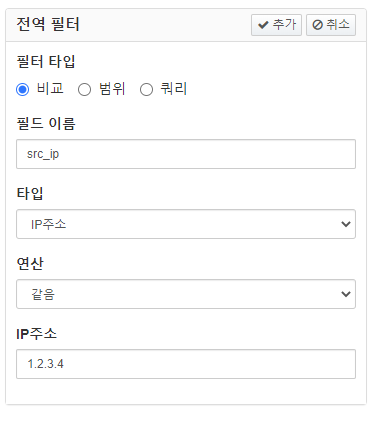 전역 필터 추가 취소
필터 타입
비교 범위 쿼리
필드 이름
src_ip
타입
IP주소
연산
같음
IP주소
1.2.3.4